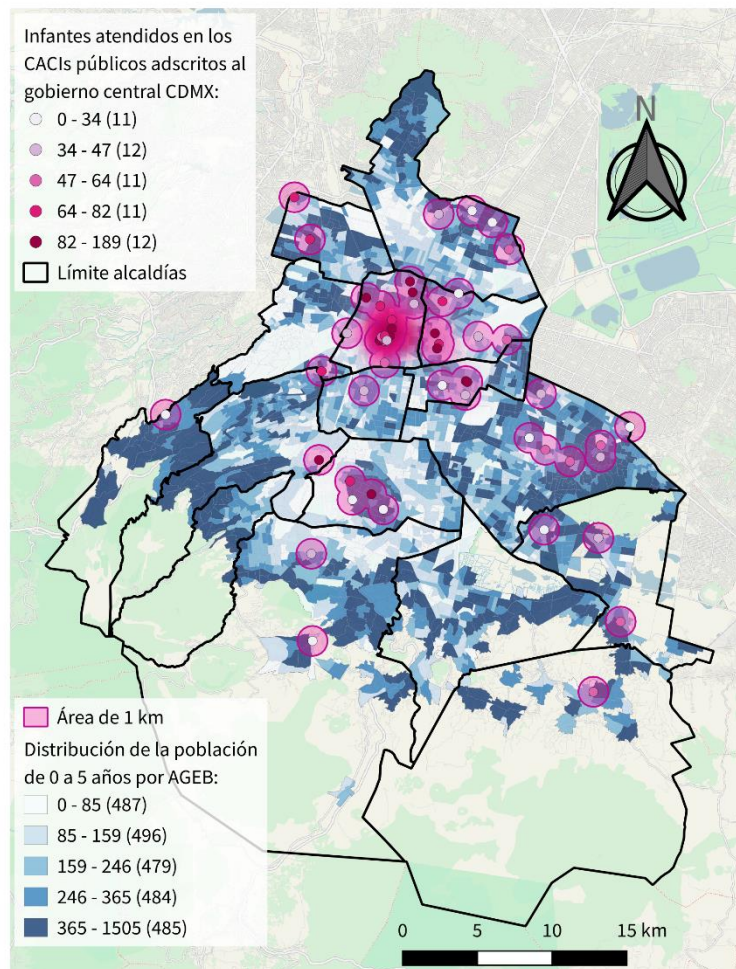 Infantes atendidos en los
CACIs públicos adscritos al
gobierno central CDMX:
0 - 34 (11)
34 - 47 (12)
47 - 64 (11)
64 - 82 (11)
82 - 189 (12)
Límite alcaldías
N
Área de 1 km
Distribución de la población
de 0 a 5 años por AGEB:
0 - 85 (487)
85 - 159 (496)
159 - 246 (479)
246 - 365 (484)
365 - 1505 (485)
0 5 10 15 km